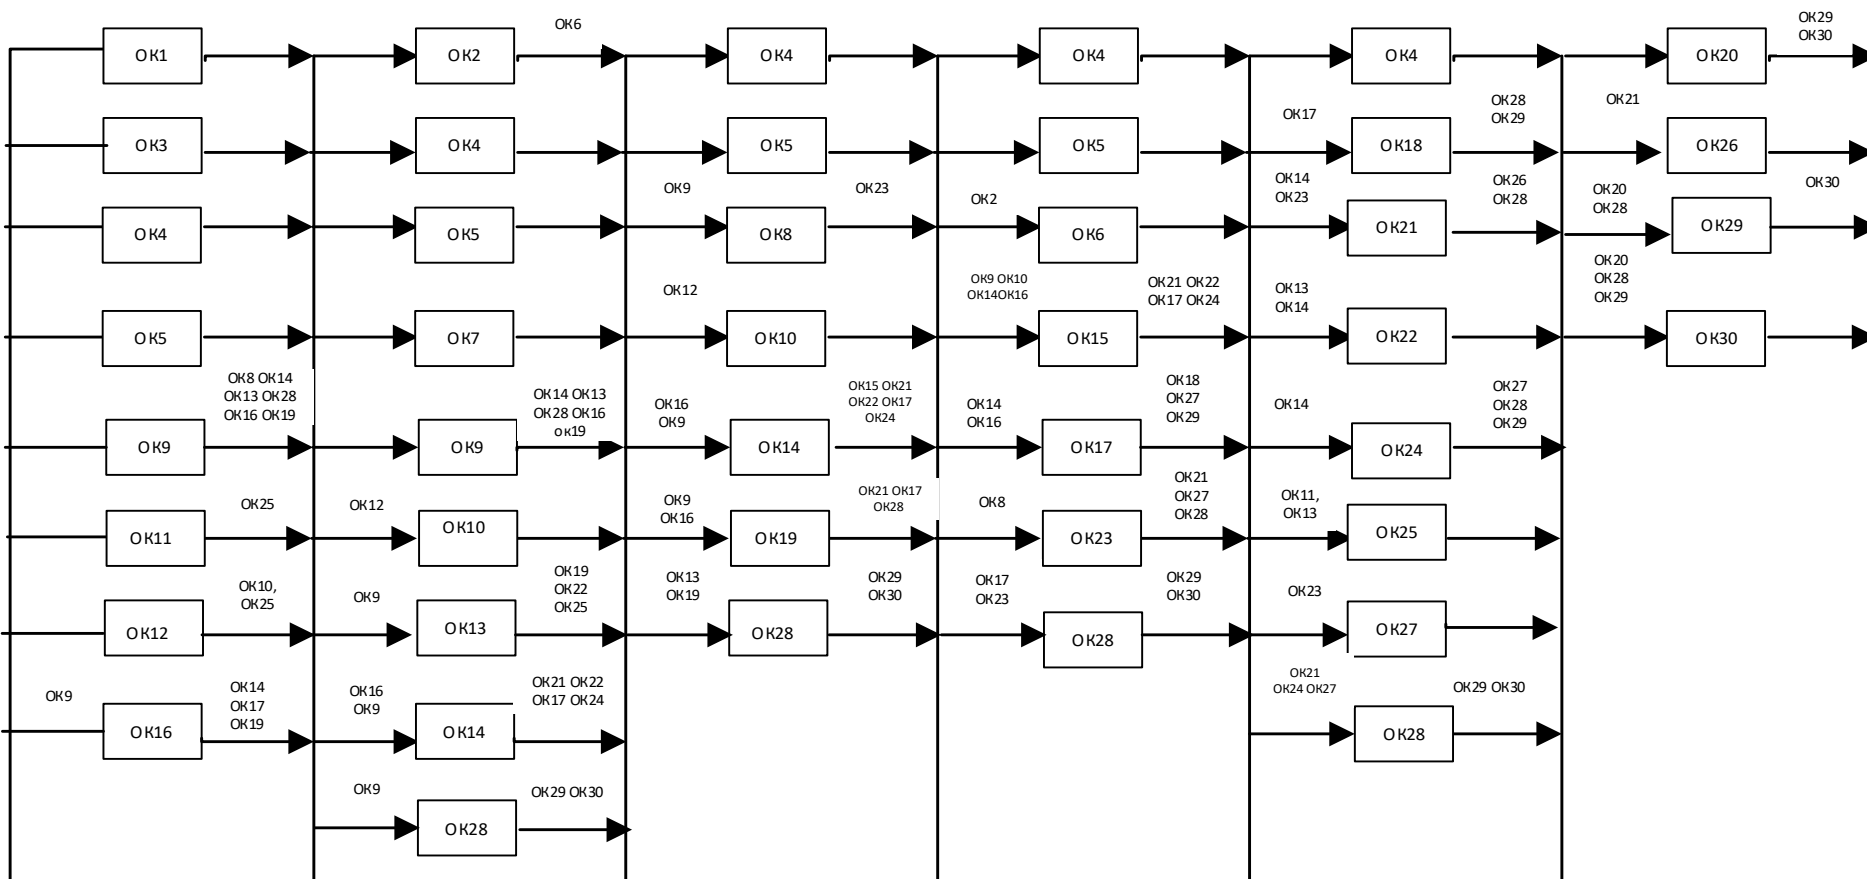 ОК1
ОК3
ОК4
ОК5
ОК8 ОК14
ОК13 ОК28
ОК16 ОК19
ОК9
ОК25
ОК11
ОК10,
ОК25
ОК12
ОК9
ОК14
ОК17
ОК19
ОК16
ОК6
ОК2
ОК4
ОК5
ОК7
ОК14 ОК13
ОК28 ОК16
ок19
ОК9
ОК12
ОК10
ОК19
ОК22
ОК25
ОК9
ОК13
ОК21 ОК22
ОК17 ОК24
ОК16
ОК9
ОК14
ОК9
ОК29 ОК30
ОК28
ОК4
ОК5
ОК9
ОК23
ОК8
ОК12
ОК10
ОК16
ОК9
ОК15 ОК21
ОК22 ОК17
ОК24
ОК14
ОК9
ОК16
ОК21 ОК17
ОК28
ОК19
ОК13
ОК19
ОК29
ОК30
ОК28
ОК4
ОК5
ОК2
ОК6
ОК9 ОК10
ОК14ОК16
ОК21 ОК22
ОК17 ОК24
ОК15
ОК14
ОК16
ОК18
ОК27
ОК29
ОК17
ОК8
ОК21
ОК27
ОК28
ОК23
ОК17
ОК23
ОК29
ОК30
ОК28
ОК4
ОК17
ОК28
ОК29
ОК18
ОК14
ОК23
ОК26
ОК28
ОК21
ОК13
ОК14
ОК22
ОК14
ОК27
ОК28
ОК29
ОК24
ОК11,
ОК13
ОК25
ОК23
ОК27
ОК21
ОК24 ОК27
ОК29 ОК30
ОК28
ОК29
ОК30
ОК20
ОК21
ОК26
ОК20
ОК28
ОК30
ОК29
ОК20
ОК28
ОК29
ОК30